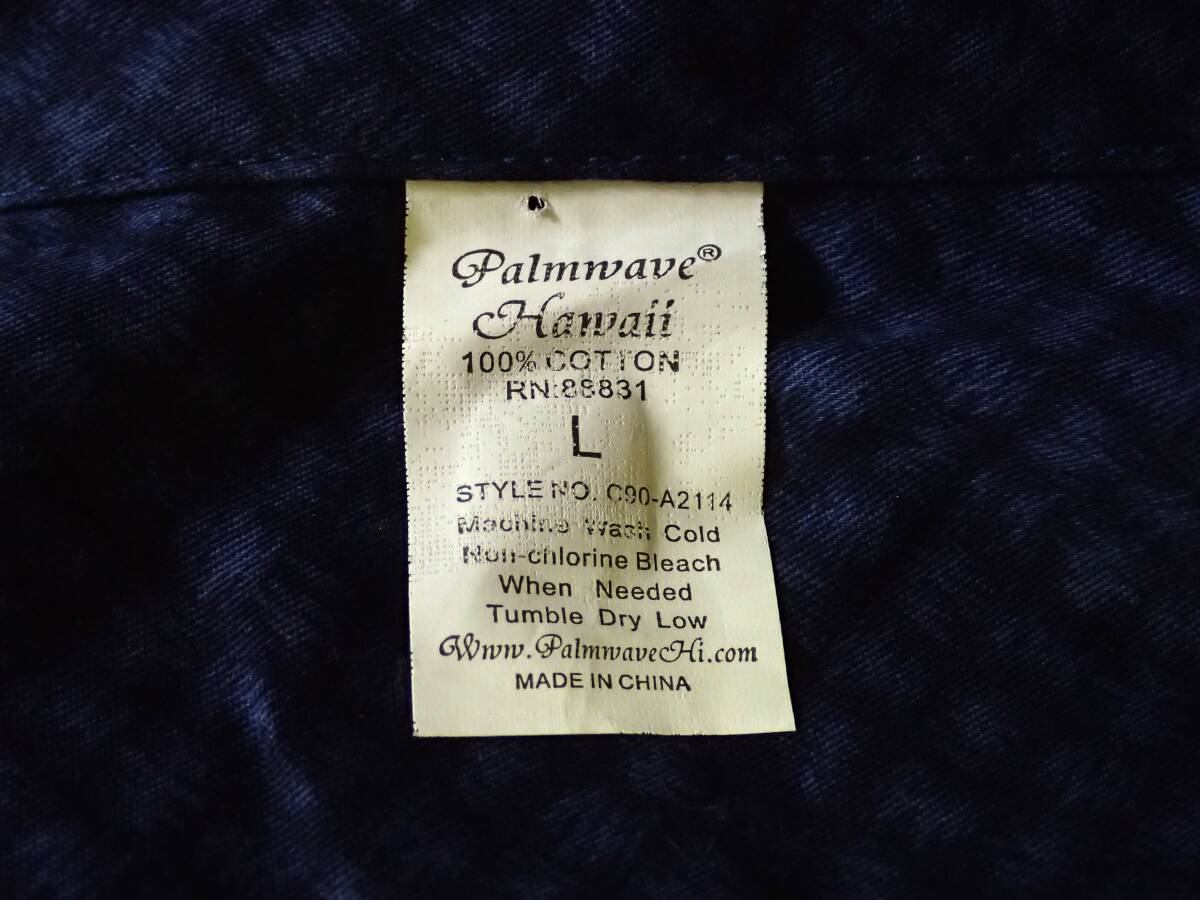 Palmwave®
Hawaii
100% COTTON
RN:88831
L
STYLE NO. C90-A2114
Machine Wash Cold
Non-chlorine Bleach
When Needed
Tumble Dry Low
Www.PalmwaveHi.com
MADE IN CHINA